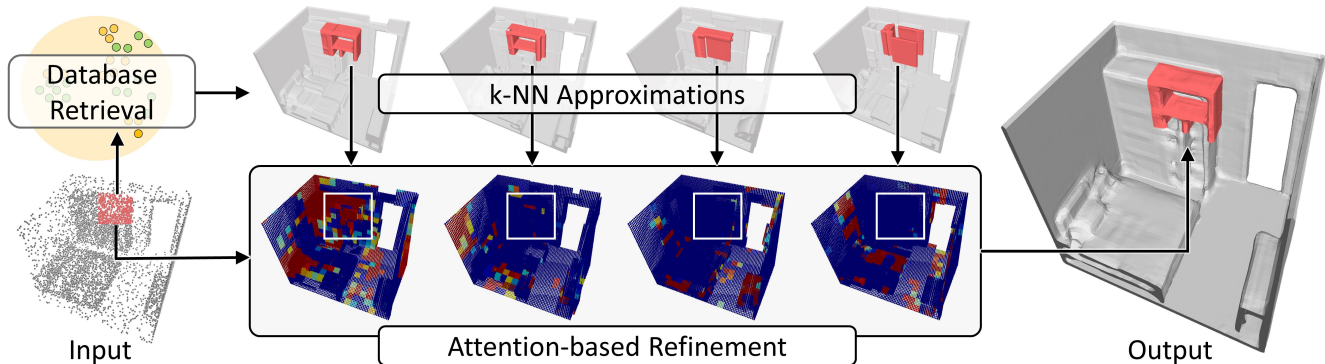 Database
Retrieval
k-NN Approximations
Attention-based Refinement
Input
Output